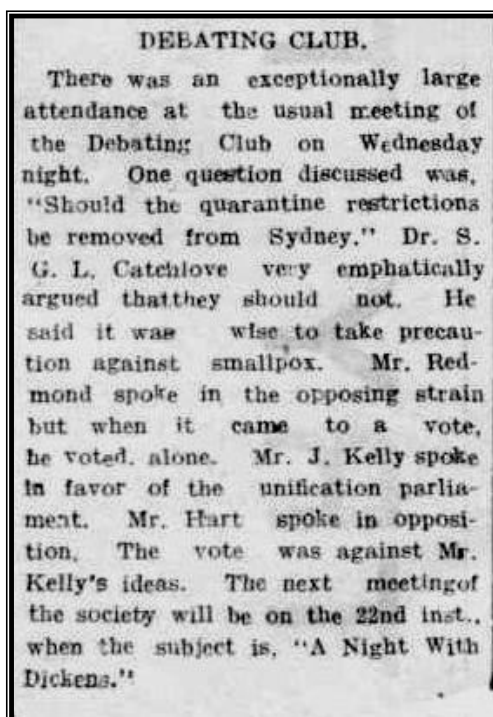 DEBATING CLUB.
There was an exceptionally large
attendance at the usual meeting of
the Debating Club on Wednesday
night. One question discussed was,
"Should the quarantine restrictions
be removed from Sydney." Dr. S.
G. L. Catchlove very emphatically
argued thatthey should not. He
said it was wise to take precau-
tion against smallpox. Mr. Red-
mond spoke in the opposing strain
but when it came to a vote,
he voted. alone. Mr. J. Kelly spoke
in favor of the unification parlia-
ment. Mr. Hart spoke in opposi-
tion. The vote was against Mr.
Kelly's ideas. The next meetingof
the society will be on the 22nd inst.,
when the subject is, "A Night With
Dickens."